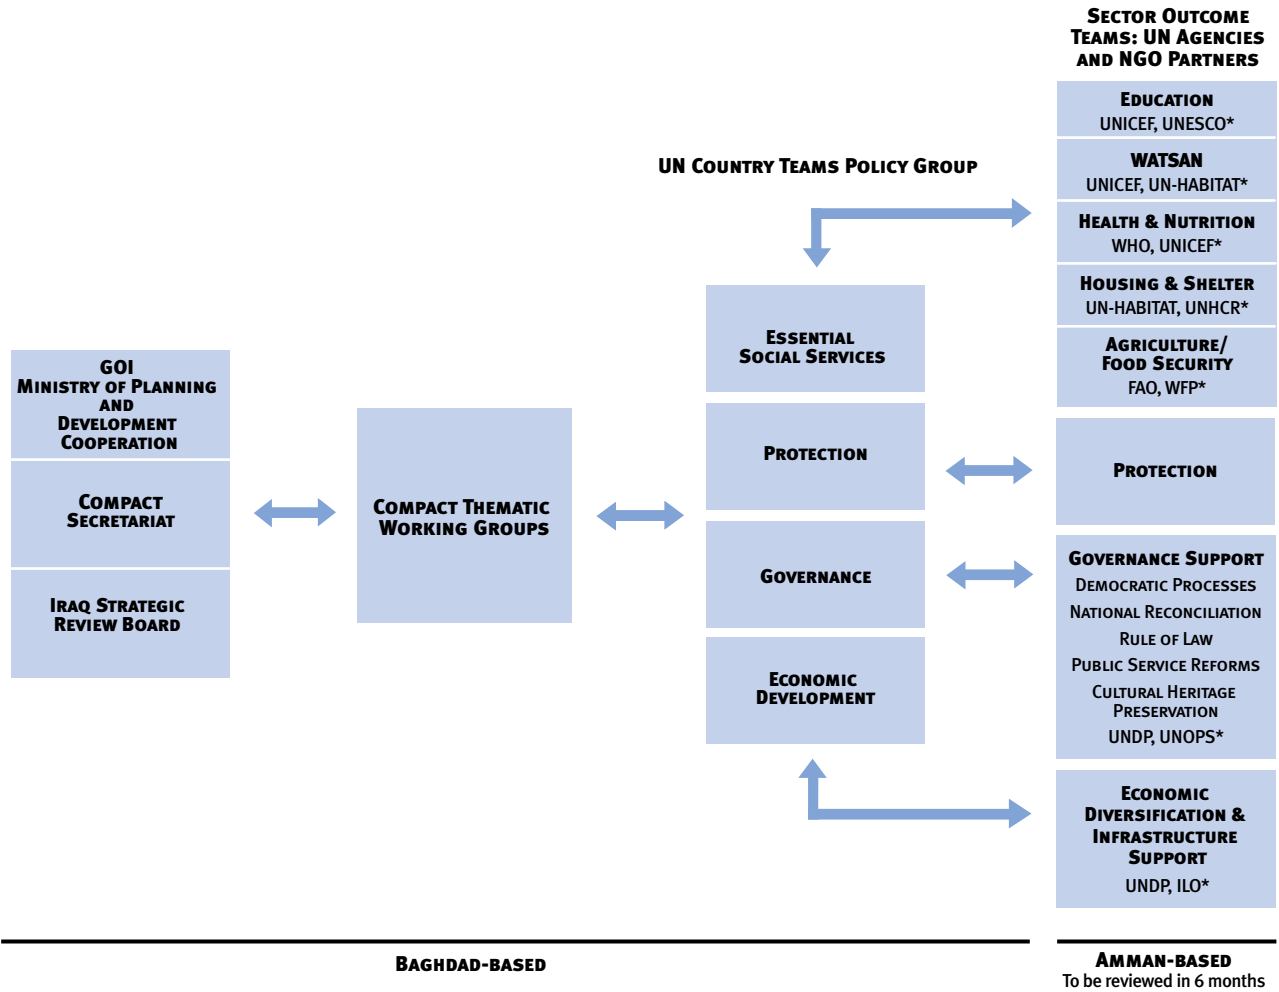 Sector Outcome
Teams: UN Agencies
and NGO Partners
Education
UNICEF, UNESCO*
WATSAN
UNICEF, UN-HABITAT*
Health & Nutrition
WHO, UNICEF*
Housing & Shelter
UN-HABITAT, UNHCR*
Agriculture/
Food Security
FAO, WFP*
Protection
Governance Support
Democratic Processes
National Reconciliation
Rule of Law
Public Service Reforms
Cultural Heritage
Preservation
UNDP, UNOPS*
Economic
Diversification &
Infrastructure
Support
UNDP, ILO*
UN Country Teams Policy Group
Essential
Social Services
Protection
Governance
Economic
Development
Compact Thematic
Working Groups
GOI
Ministry of Planning
and
Development
Cooperation
Compact
Secretariat
Iraq Strategic
Review Board
Baghdad-based
Amman-based
To be reviewed in 6 months